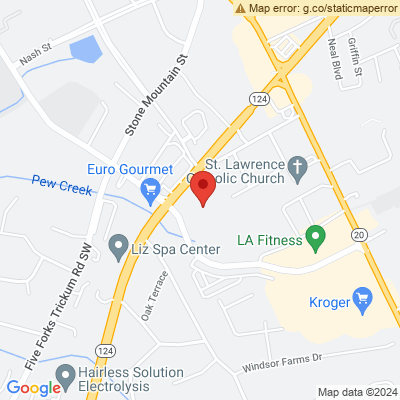 Map error: g.co/staticmaperror
Nash St
Stone Mountain St
Neal Blvd
Griffin St
124
St. Lawrence
Catholic Church
Euro Gourmet
Pew Creek
Five Forks Trickum Rd SW
Liz Spa Center
LA Fitness
20
Oak Terrace
Kroger
124
Windsor Farms Dr
Hairless Solution
Electrolysis
Google
Map data ©2024